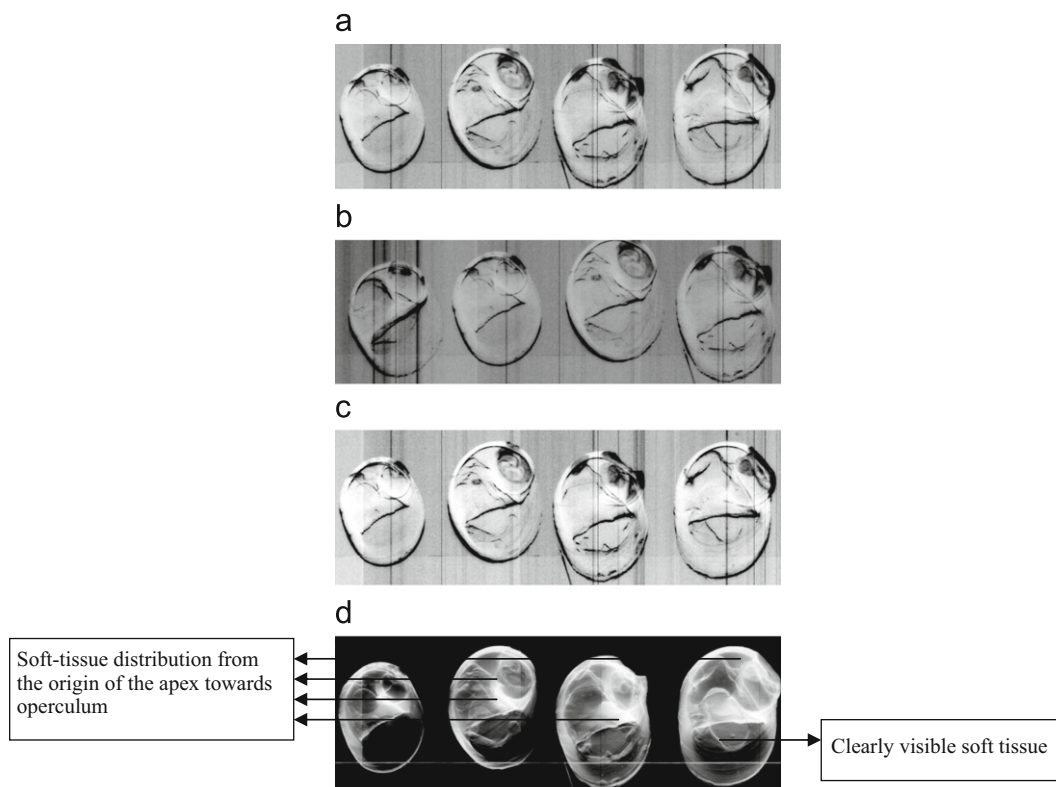 a
b
c
d
Soft-tissue distribution from
the origin of the apex towards
operculum
Clearly visible soft tissue